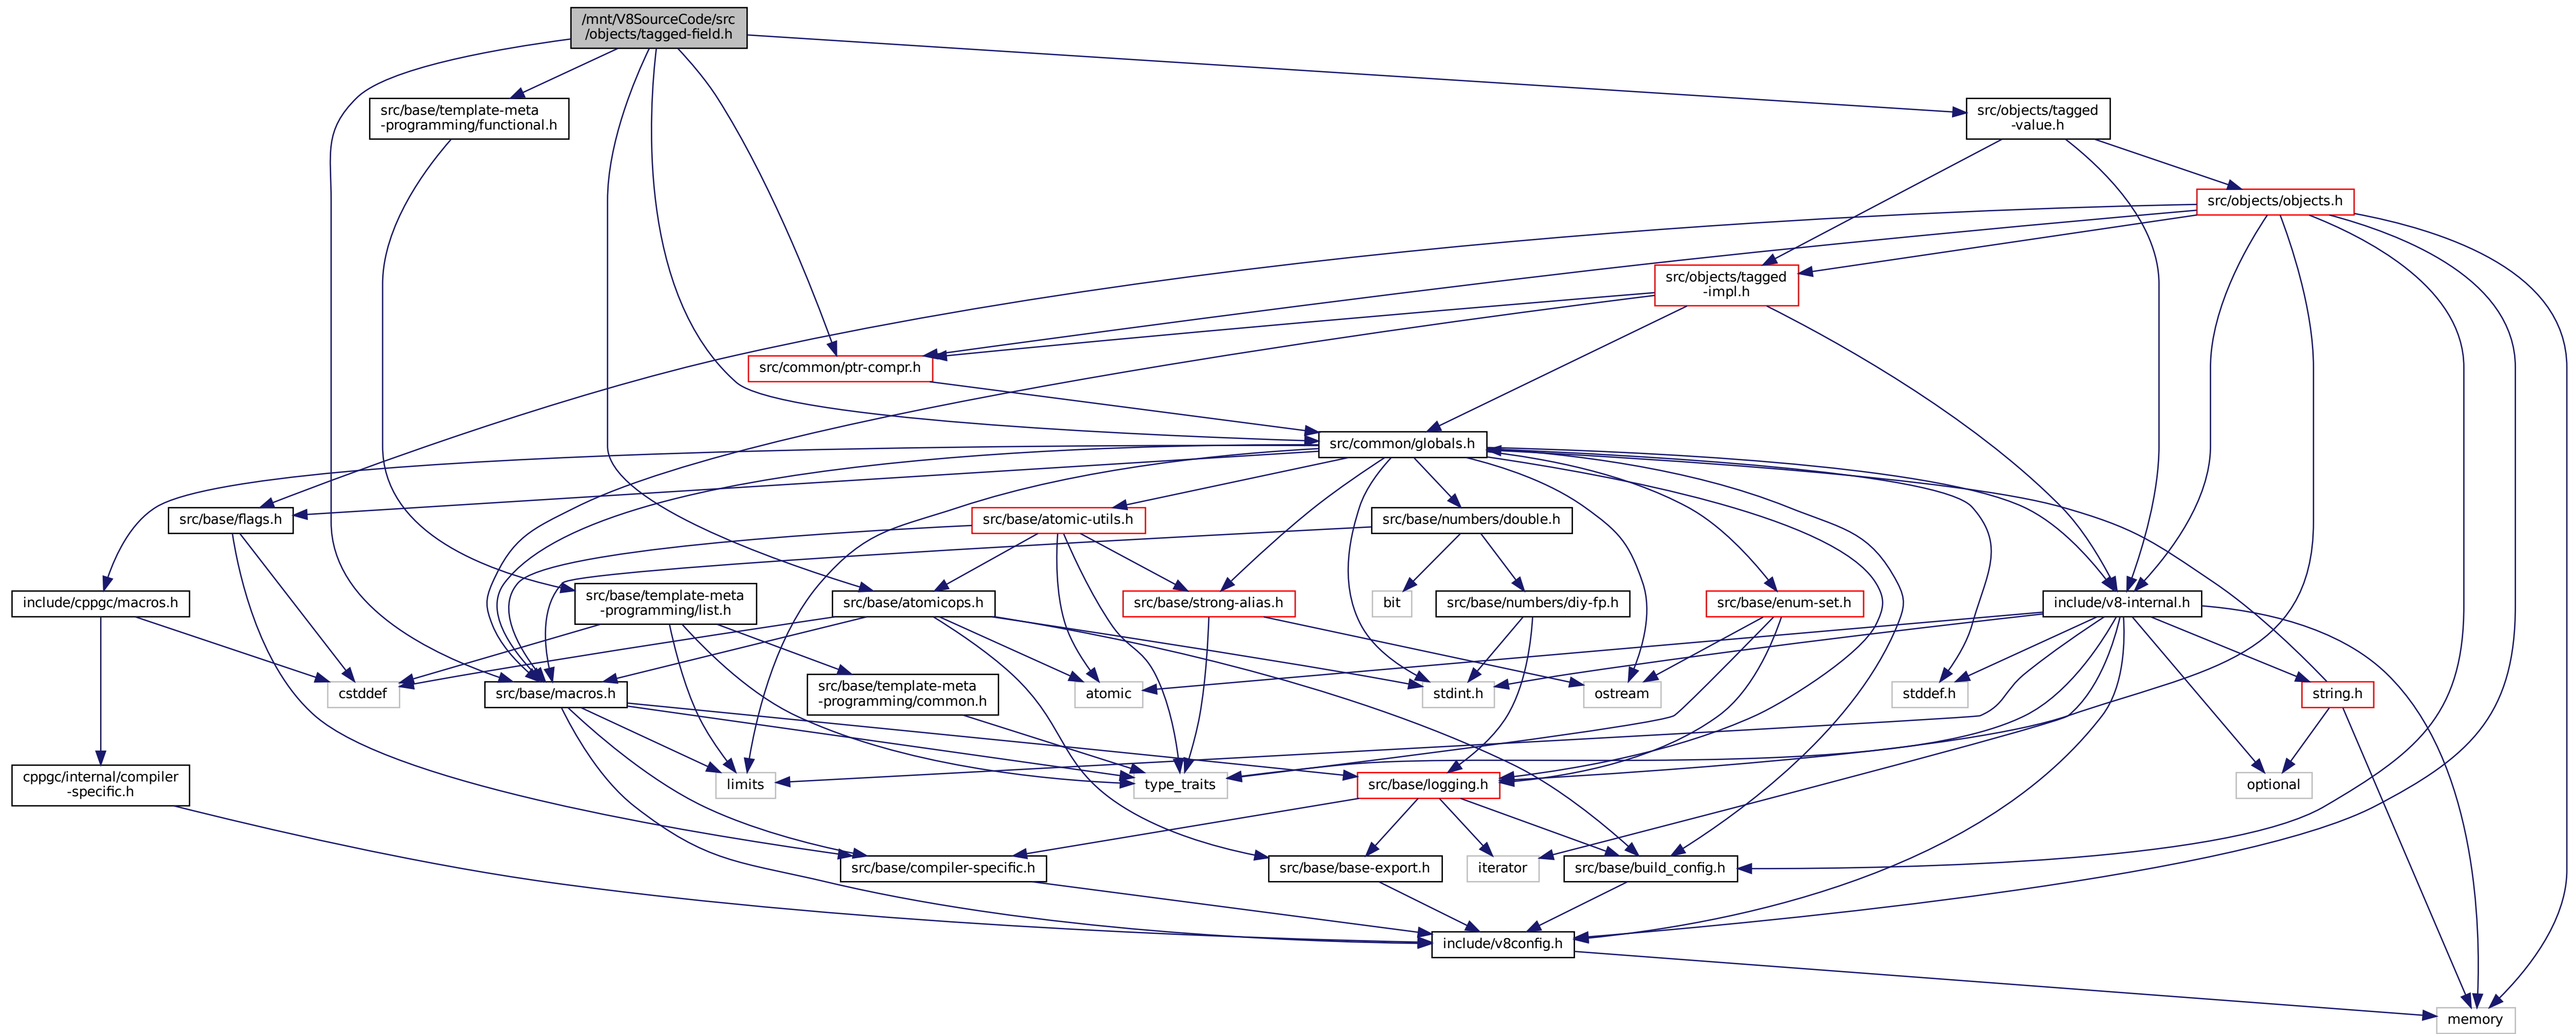 /mnt/V8SourceCode/src
/objects/tagged-field.h
src/base/template-meta
-programming/functional.h
src/objects/tagged
-value.h
src/objects/objects.h
src/objects/tagged
-impl.h
src/common/ptr-compr.h
src/common/globals.h
src/base/flags.h
src/base/atomic-utils.h
src/base/numbers/double.h
include/cppgc/macros.h
src/base/template-meta
-programming/list.h
src/base/atomicops.h
src/base/strong-alias.h
bit
src/base/numbers/diy-fp.h
src/base/enum-set.h
include/v8-internal.h
cstddef
src/base/macros.h
src/base/template-meta
-programming/common.h
atomic
stdint.h
ostream
stddef.h
string.h
cppgc/internal/compiler
-specific.h
limits
type_traits
src/base/logging.h
optional
src/base/compiler-specific.h
src/base/base-export.h
iterator
src/base/build_config.h
include/v8config.h
memory